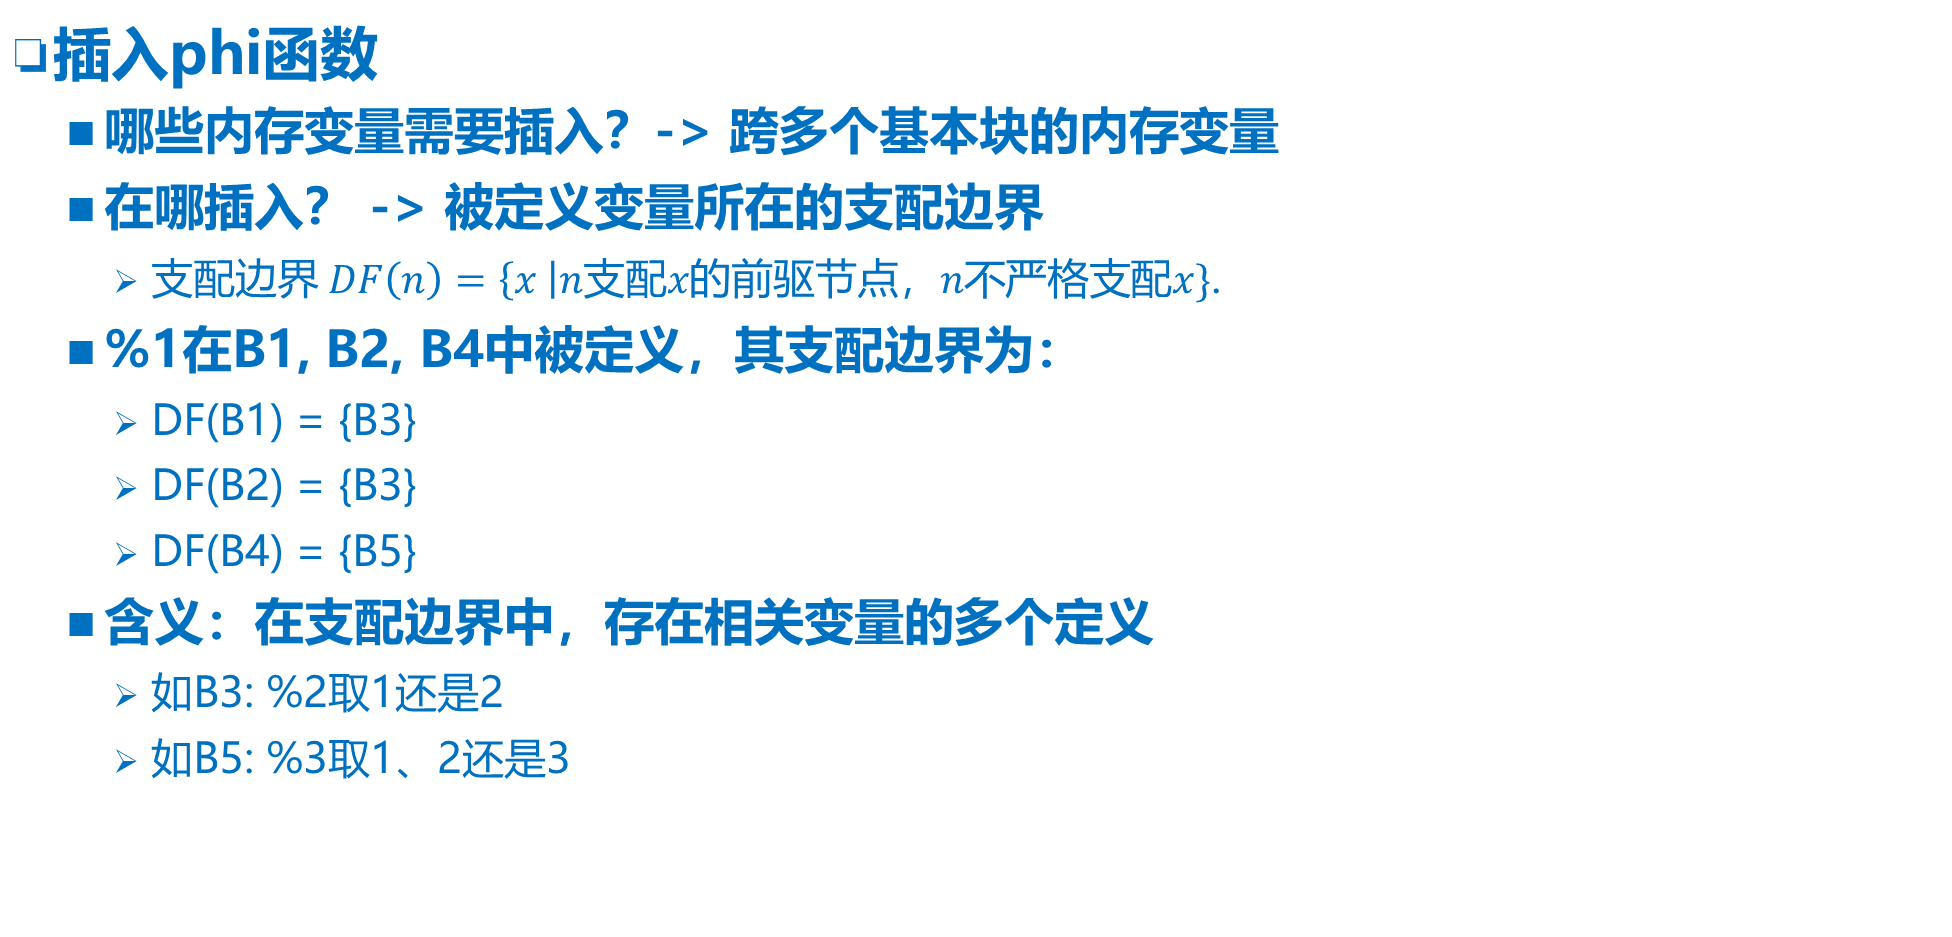 插入phi函数
哪些内存变量需要插入？-> 跨多个基本块的内存变量
在哪插入？ -> 被定义变量所在的支配边界
支配边界 DF(n) = {x |n支配x的前驱节点，n不严格支配x}.
%1在B1, B2, B4中被定义，其支配边界为：
DF(B1) = {B3}
DF(B2) = {B3}
DF(B4) = {B5}
含义：在支配边界中，存在相关变量的多个定义
如B3: %2取1还是2
如B5: %3取1、2还是3